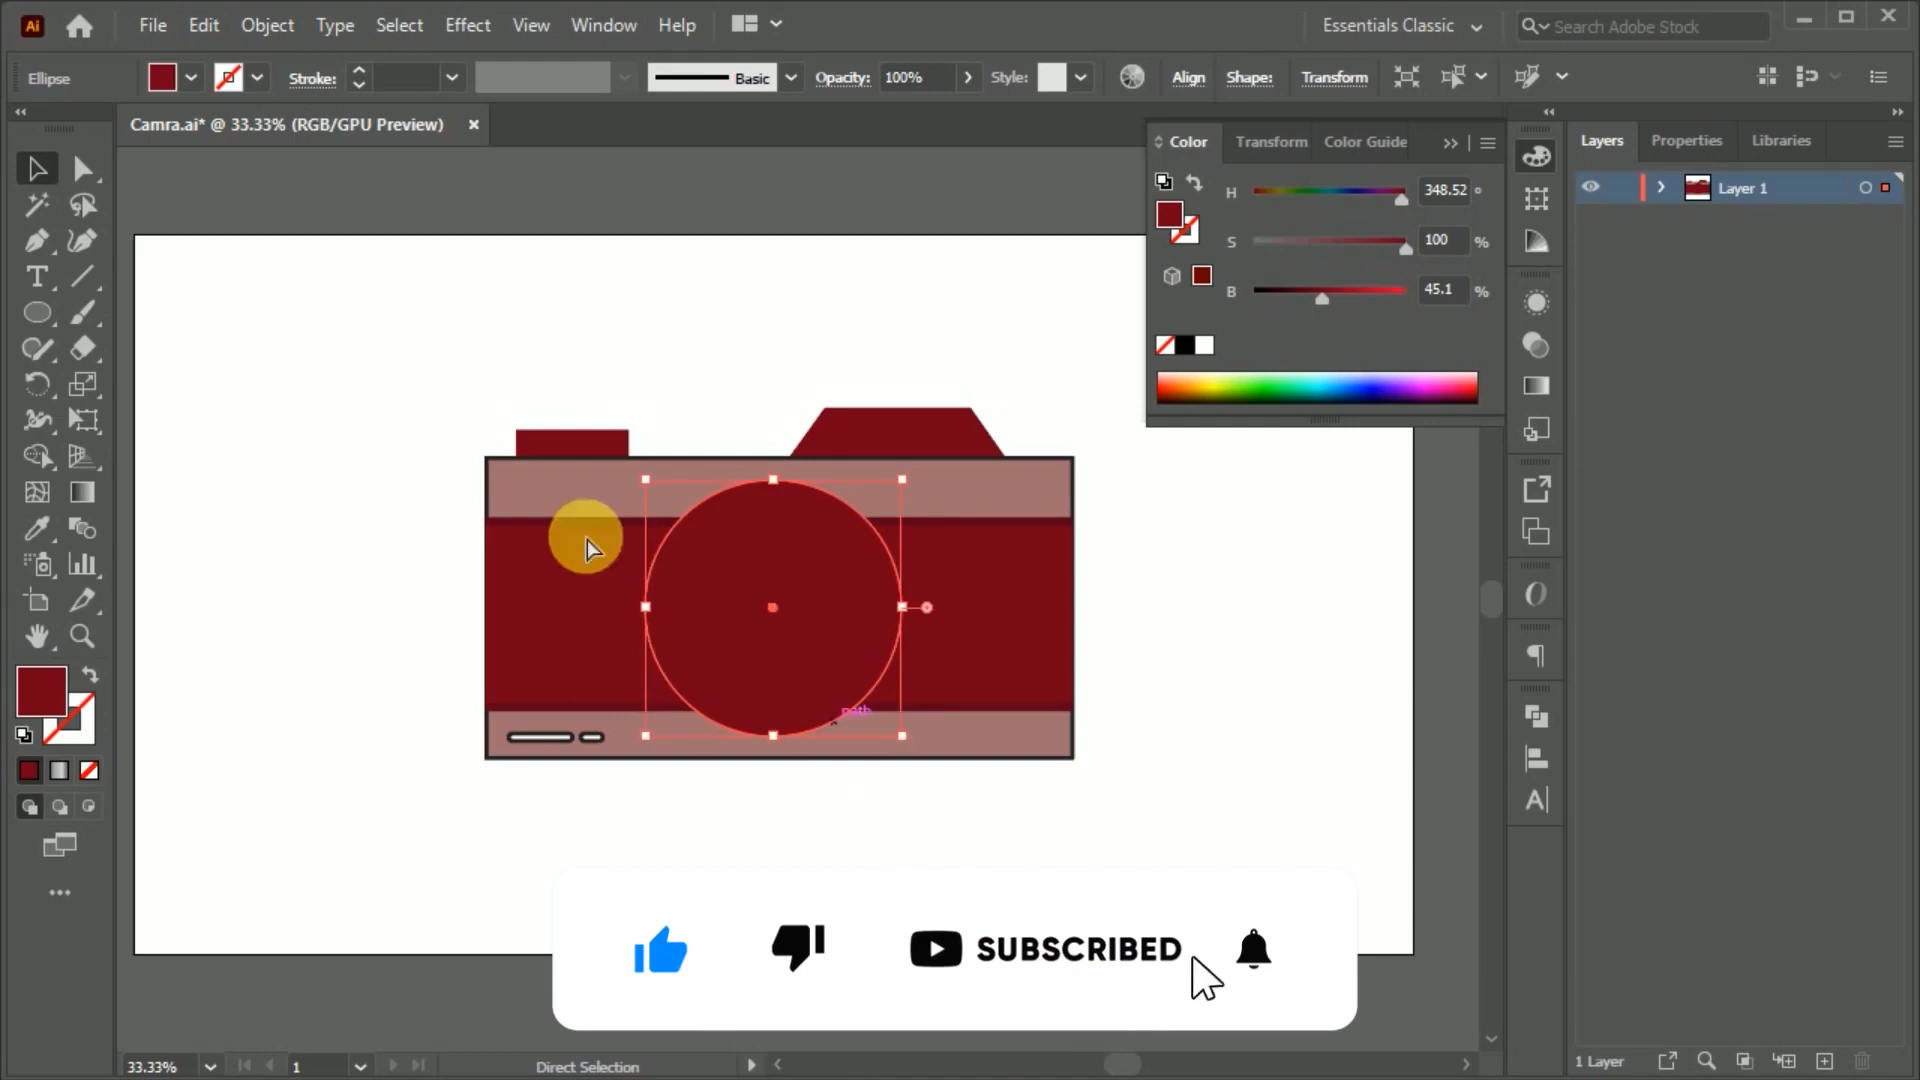 Ai File Edit Object Type Select Effect View Window Help Essentials Classic Search Adobe Stock
Ellipse Stroke: Basic Opacity: 100% Style: Align Shape: Transform
Camra.ai* @ 33.33% (RGB/GPU Preview) ×
Color Transform Color Guide
Layers Properties Libraries
H 348.52 °
Layer 1
S 100 %
B 45.1 %
path
SUBSCRIBED
33.33% 1 Direct Selection
1 Layer